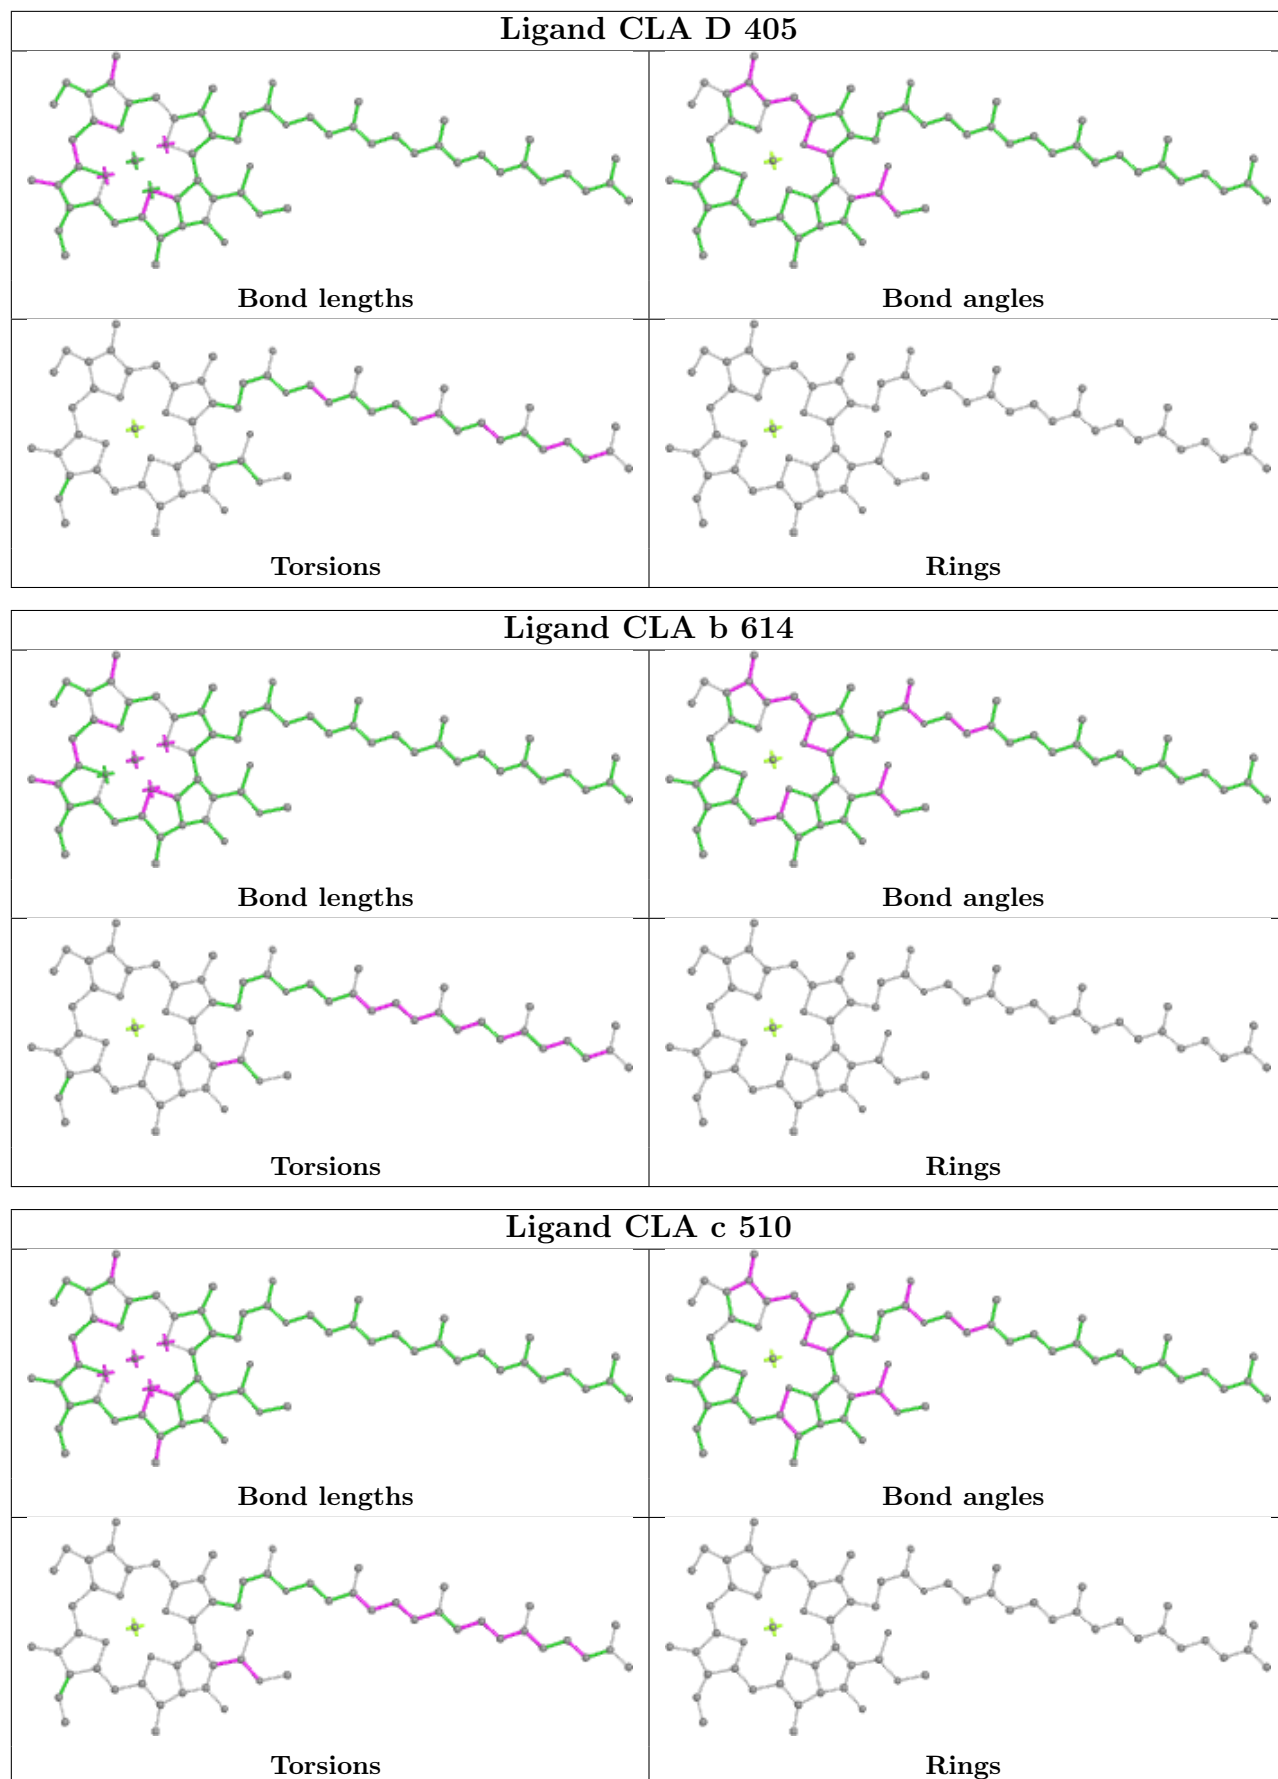 Ligand CLA D 405
Bond lengths
Bond angles
Torsions
Rings
Ligand CLA b 614
Bond lengths
Bond angles
Torsions
Rings
Ligand CLA c 510
Bond lengths
Bond angles
Torsions
Rings